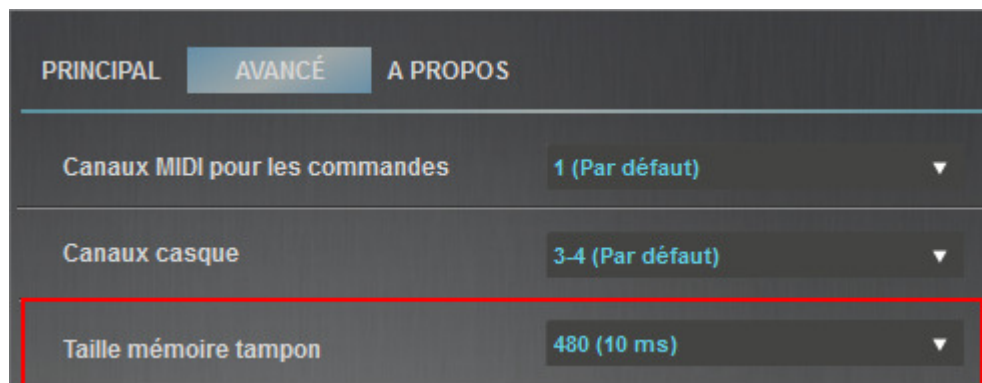 PRINCIPAL AVANCÉ A PROPOS
Canaux MIDI pour les commandes 1 (Par défaut)
Canaux casque 3-4 (Par défaut)
Taille mémoire tampon 480 (10 ms)